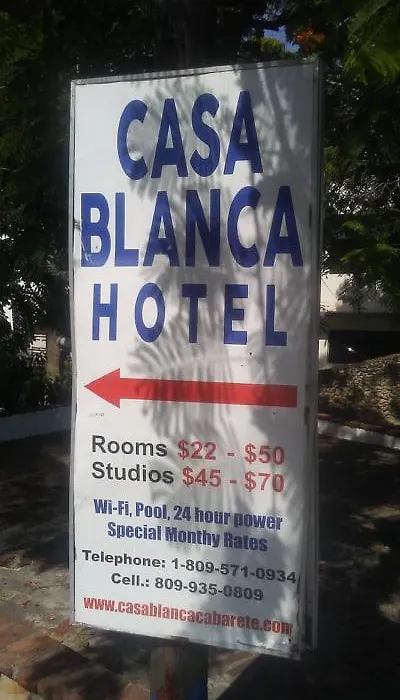 CASA
BLANCA
HOTEL
Rooms $22 - $50
Studios $45 - $70
Wi-Fi, Pool, 24 hour power
Special Monthy Rates
Telephone: 1-809-571-0934
Cell.: 809-935-0809
www.casablancacabarete.com